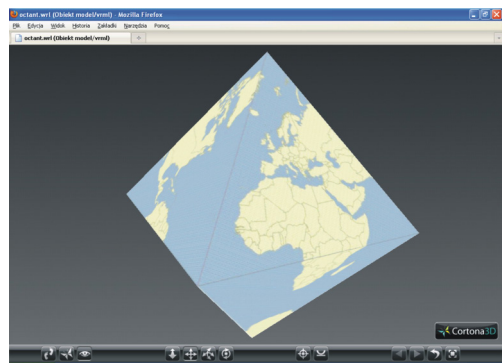 octant.wrl (Obiekt model/vrml) - Mozilla Firefox
Plik Edycja Widok Historia Zakładki Narzędzia Pomoc
octant.wrl (Obiekt model/vrml)
Cortona3D